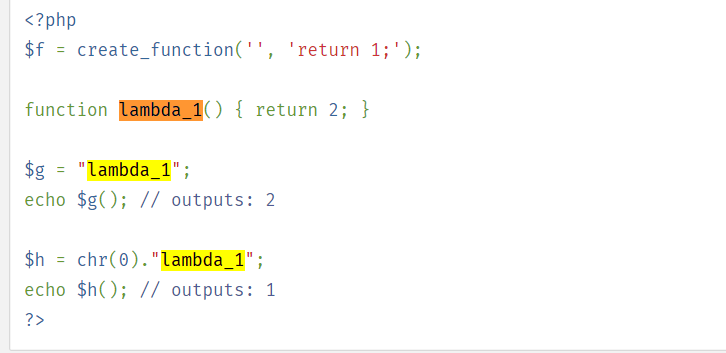 <?php
$f = create_function('', 'return 1;');
function lambda_1() { return 2; }
$g = "lambda_1";
echo $g(); // outputs: 2
$h = chr(0)."lambda_1";
echo $h(); // outputs: 1
?>